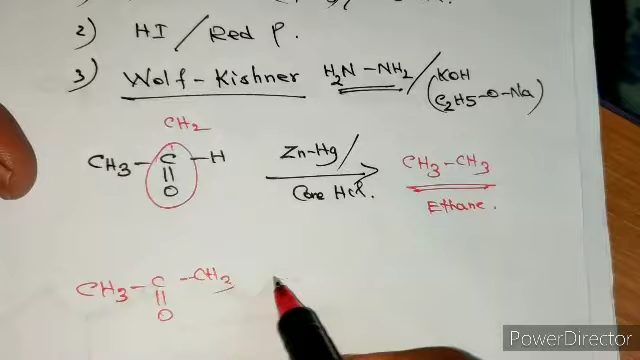 2) HI / Red P.
3) Wolf-Kishner H2N-NH2 / KOH
(C2H5-O-Na)
CH2
CH3-C-H Zn-Hg/ CH3-CH3
|| Conc HCl. Ethane.
O
CH3-C-CH3
||
O
PowerDirector